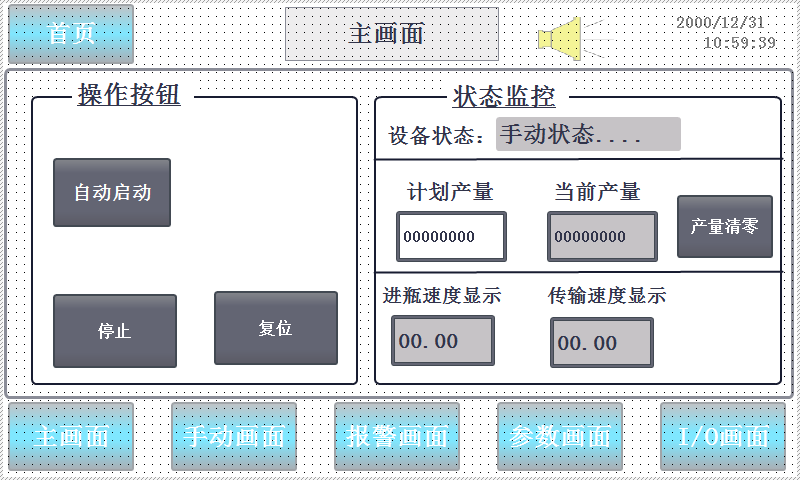 首页
主画面
2000/12/31
10:59:39
操作按钮
自动启动
停止
复位
状态监控
设备状态: 手动状态....
计划产量 当前产量
00000000 00000000 产量清零
进瓶速度显示 传输速度显示
00.00 00.00
主画面 手动画面 报警画面 参数画面 I/O画面